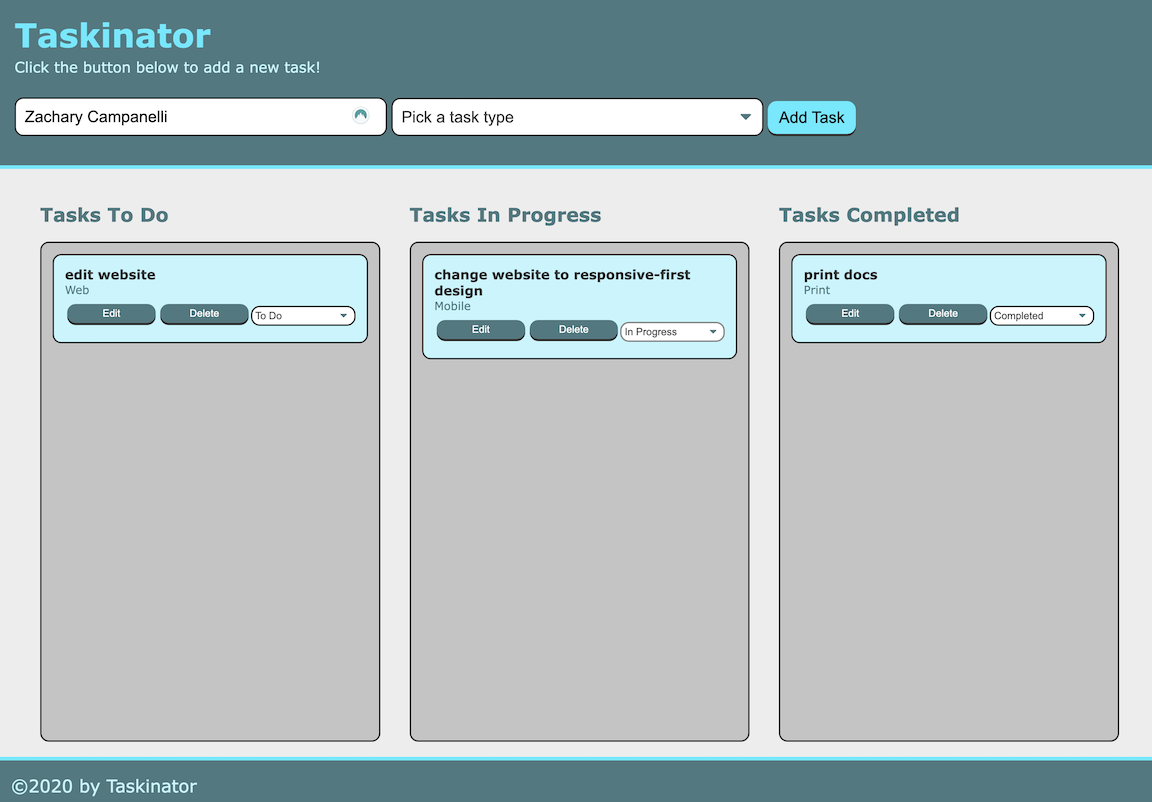 Taskinator
Click the button below to add a new task!
Zachary Campanelli
Pick a task type
Add Task
Tasks To Do
edit website
Web
Edit
Delete
To Do
Tasks In Progress
change website to responsive-first
design
Mobile
Edit
Delete
In Progress
Tasks Completed
print docs
Print
Edit
Delete
Completed
©2020 by Taskinator